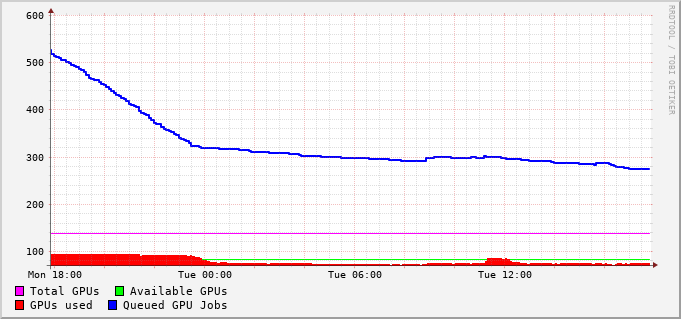 RRDTOOL / TOBI OETIKER
600
500
400
300
200
100
Mon 18:00 Tue 00:00 Tue 06:00 Tue 12:00
Total GPUs Available GPUs
GPUs used Queued GPU Jobs